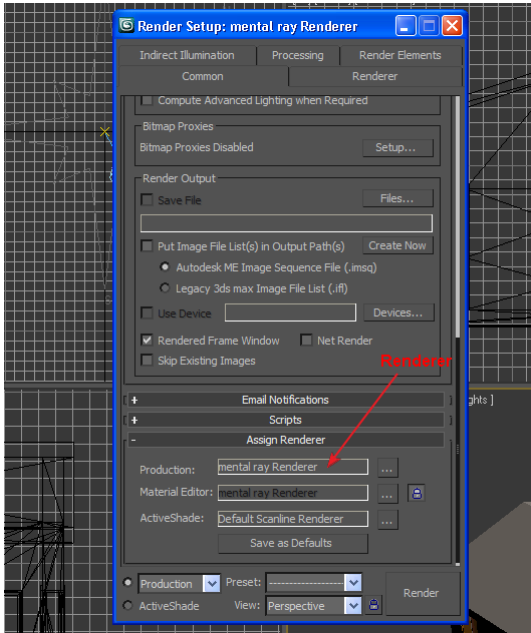 Render Setup: mental ray Renderer
Indirect Illumination Processing Render Elements
Common Renderer
Compute Advanced Lighting when Required
Bitmap Proxies
Bitmap Proxies Disabled Setup...
Render Output
Save File Files...
Put Image File List(s) in Output Path(s) Create Now
Autodesk ME Image Sequence File (.imsq)
Legacy 3ds max Image File List (.ifl)
Use Device Devices...
Rendered Frame Window Net Render
Skip Existing Images
Renderer
+ Email Notifications
ghts ]
+ Scripts
- Assign Renderer
Production: mental ray Renderer ...
Material Editor: mental ray Renderer ...
ActiveShade: Default Scanline Renderer ...
Save as Defaults
Production Preset: --------------------
Render
ActiveShade View: Perspective